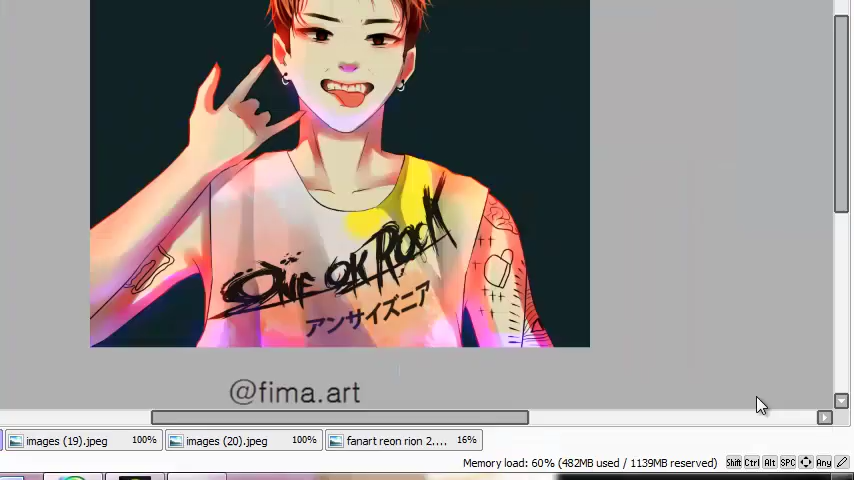 ONE OK ROCK
アンサイズニア
@fima.art
images (19).jpeg 100% images (20).jpeg 100% fanart reon rion 2.... 16%
Memory load: 60% (482MB used / 1139MB reserved) Shift Ctrl Alt SPC Any